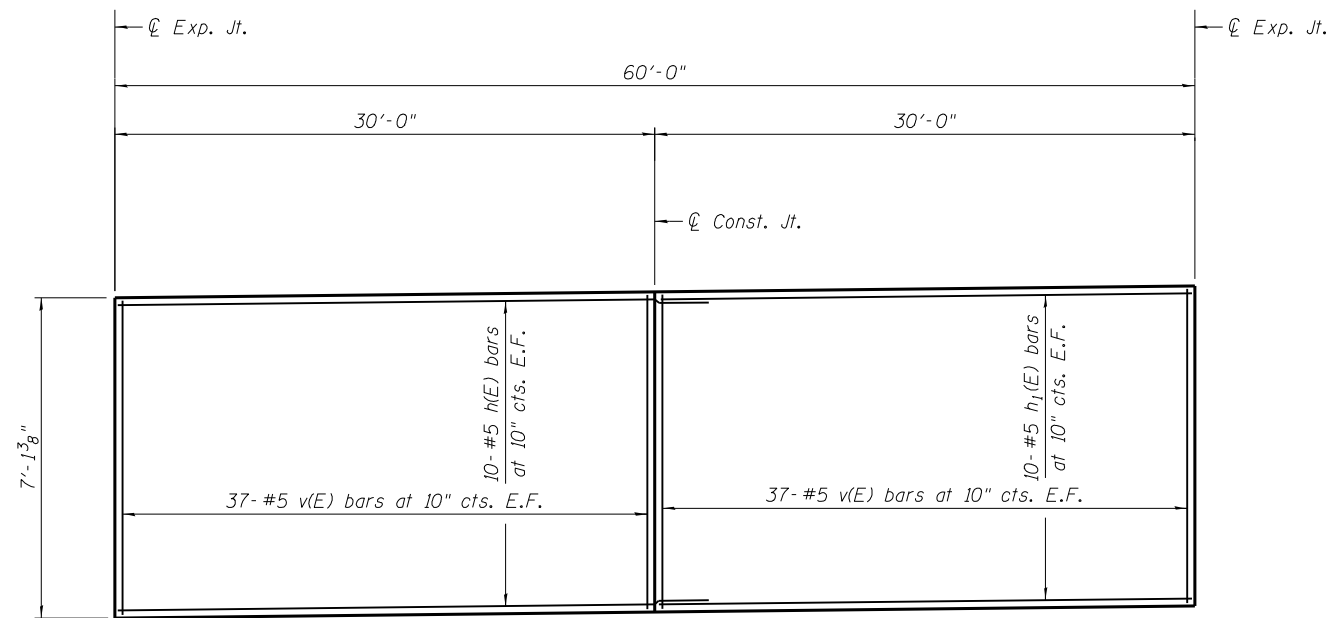 ℄ Exp. Jt.
℄ Exp. Jt.
60'-0"
30'-0"
30'-0"
℄ Const. Jt.
7'-1 3/8"
10- #5 h(E) bars
at 10" cts. E.F.
10- #5 h₁(E) bars
at 10" cts. E.F.
37- #5 v(E) bars at 10" cts. E.F.
37- #5 v(E) bars at 10" cts. E.F.